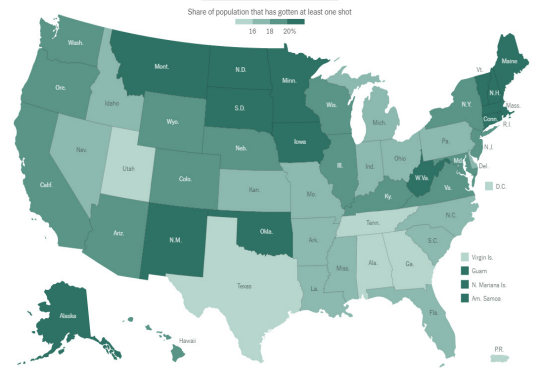 Share of population that has gotten at least one shot
16 18 20%
Wash.
Mont.
N.D.
Minn.
Vt.
Maine
Ore.
Idaho
S.D.
Wis.
Mich.
N.Y.
N.H.
Mass.
Wyo.
Iowa
Conn.
R.I.
Nev.
Utah
Neb.
Ill.
Ind.
Ohio
Pa.
N.J.
Calif.
Colo.
Kan.
Mo.
Ky.
W.Va.
Va.
Md.
Del.
D.C.
Ariz.
N.M.
Okla.
Ark.
Tenn.
N.C.
S.C.
Texas
La.
Miss.
Ala.
Ga.
Fla.
Virgin Is.
Guam
N. Mariana Is.
Am. Samoa
Alaska
Hawaii
P.R.